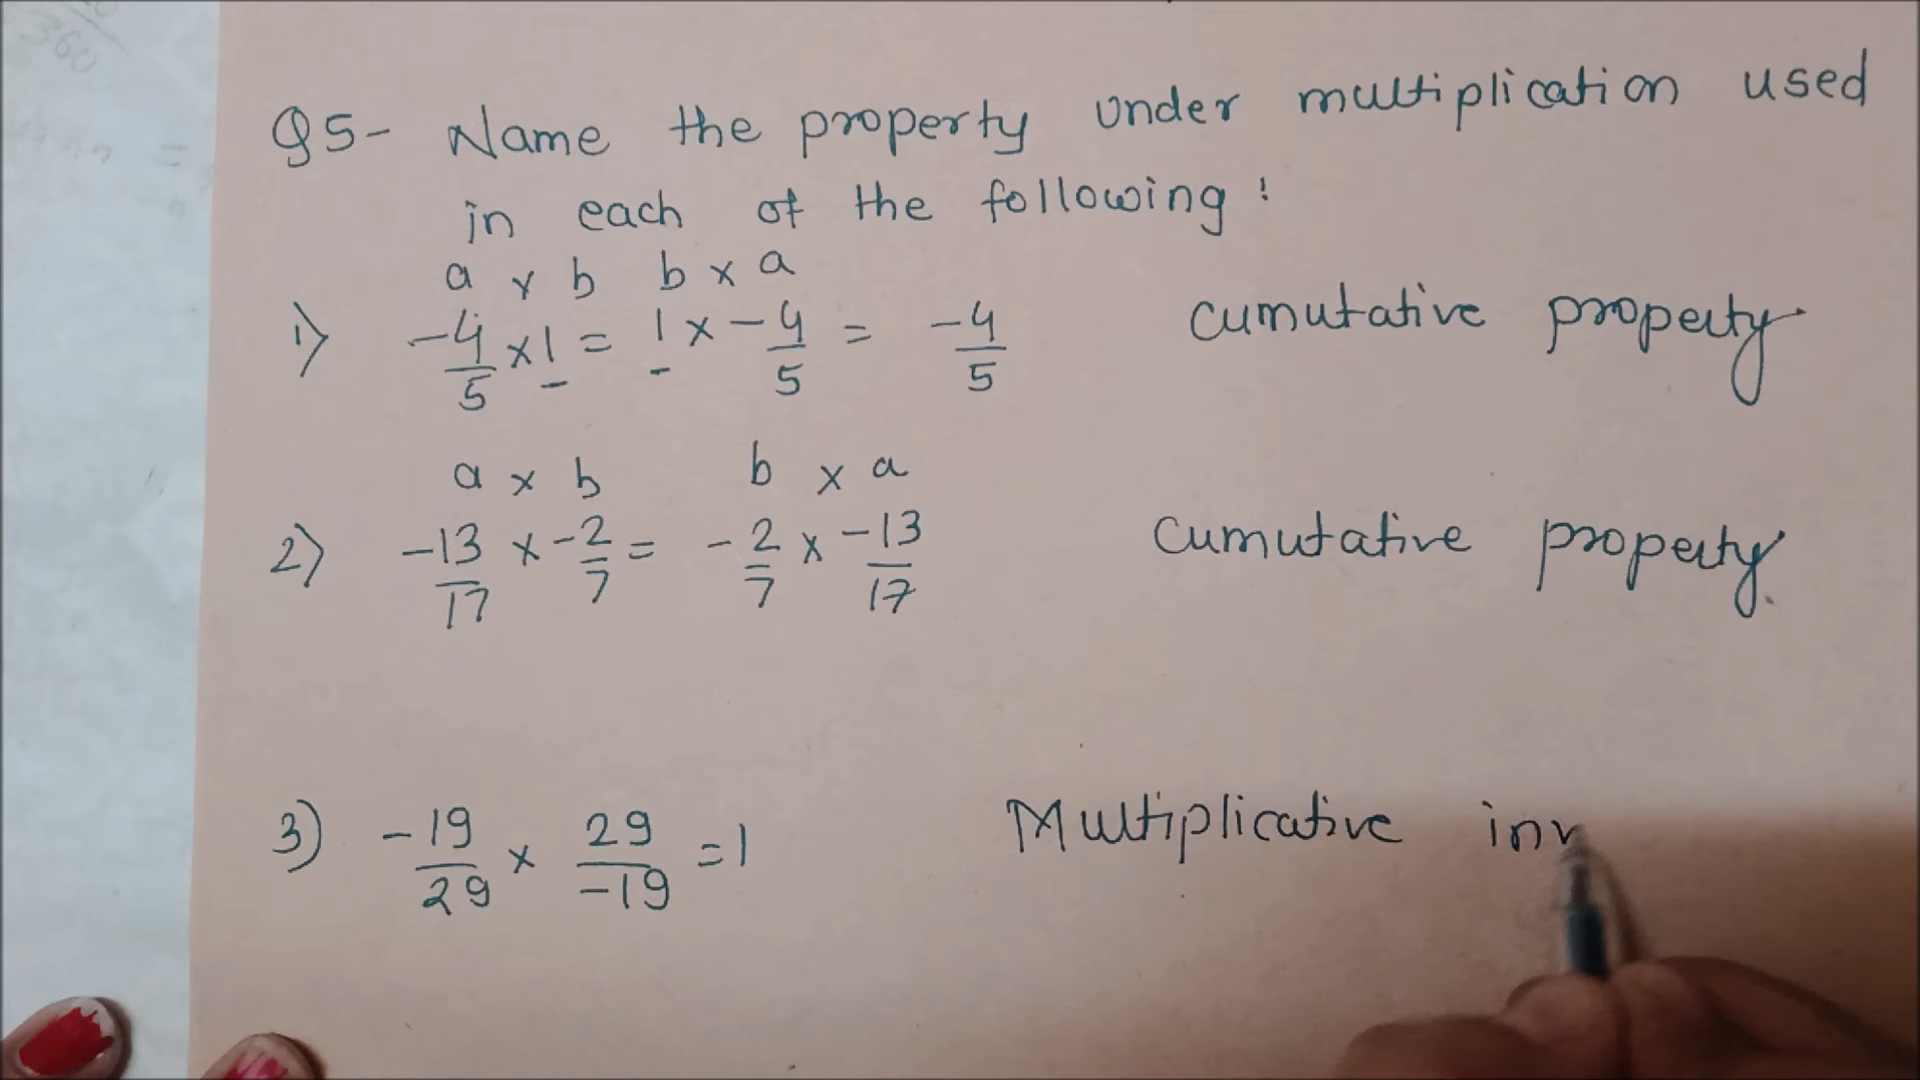 Q5- Name the property under multiplication used
in each of the following :
a x b b x a
1) -4/5 x 1 = 1 x -4/5 = -4/5 cumutative property
a x b b x a
2) -13/17 x -2/7 = -2/7 x -13/17 cumutative property
3) -19/29 x 29/-19 = 1 Multiplicative inv